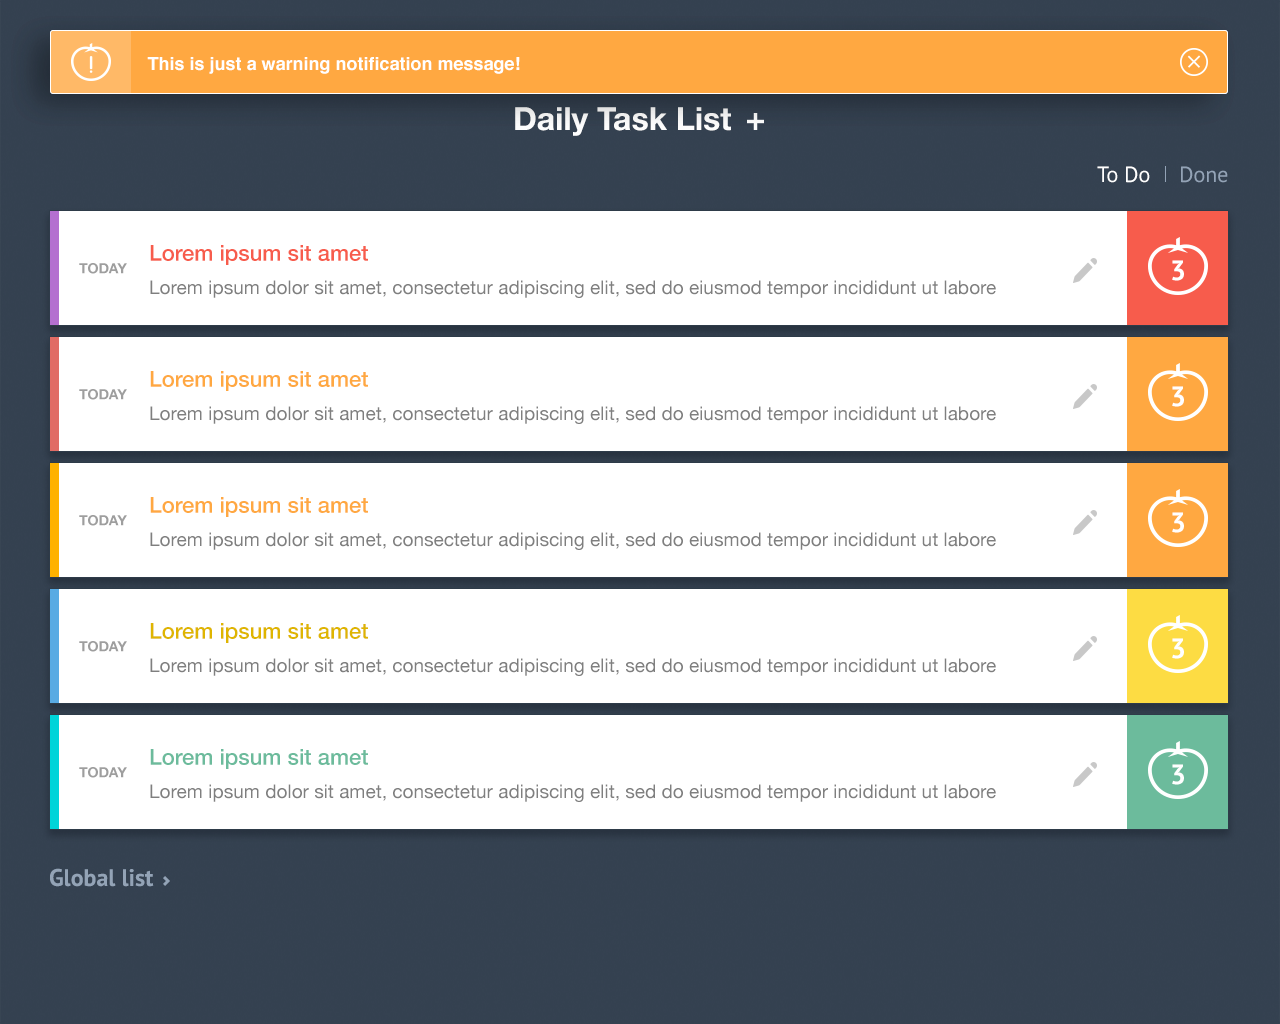 This is just a warning notification message!
Daily Task List +
To Do | Done
TODAY
Lorem ipsum sit amet
Lorem ipsum dolor sit amet, consectetur adipiscing elit, sed do eiusmod tempor incididunt ut labore
3
TODAY
Lorem ipsum sit amet
Lorem ipsum dolor sit amet, consectetur adipiscing elit, sed do eiusmod tempor incididunt ut labore
3
TODAY
Lorem ipsum sit amet
Lorem ipsum dolor sit amet, consectetur adipiscing elit, sed do eiusmod tempor incididunt ut labore
3
TODAY
Lorem ipsum sit amet
Lorem ipsum dolor sit amet, consectetur adipiscing elit, sed do eiusmod tempor incididunt ut labore
3
TODAY
Lorem ipsum sit amet
Lorem ipsum dolor sit amet, consectetur adipiscing elit, sed do eiusmod tempor incididunt ut labore
3
Global list ›